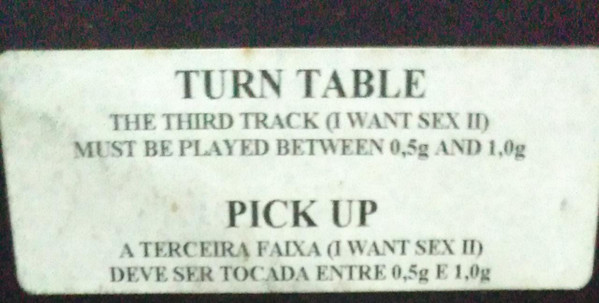 TURN TABLE
THE THIRD TRACK (I WANT SEX II)
MUST BE PLAYED BETWEEN 0,5g AND 1,0g
PICK UP
A TERCEIRA FAIXA (I WANT SEX II)
DEVE SER TOCADA ENTRE 0,5g E 1,0g